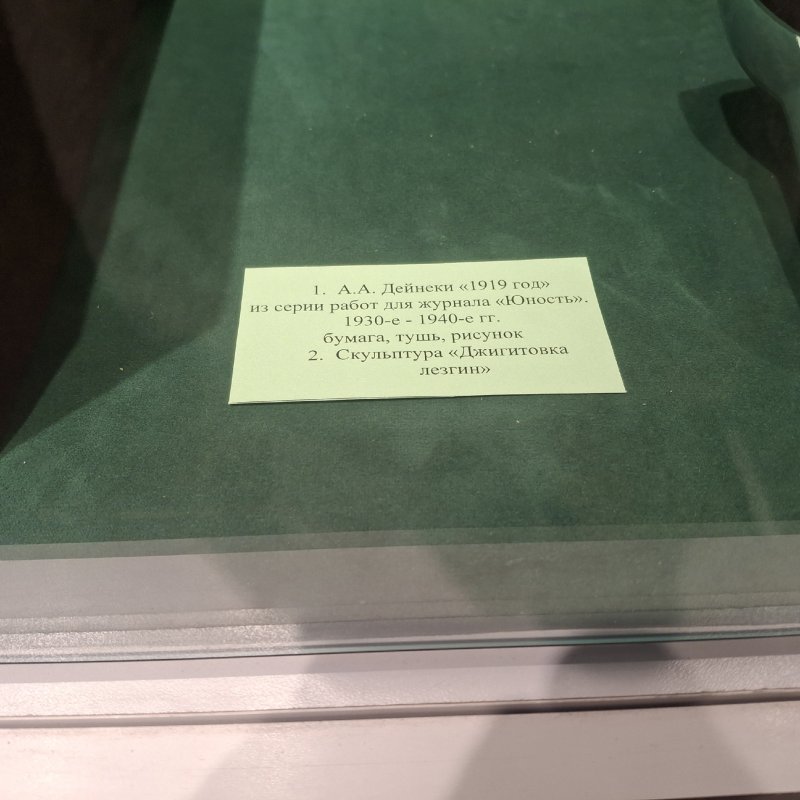 1. А.А. Дейнеки «1919 год»
из серии работ для журнала «Юность».
1930-е - 1940-е гг.
бумага, тушь, рисунок
2. Скульптура «Джигитовка
лезгин»